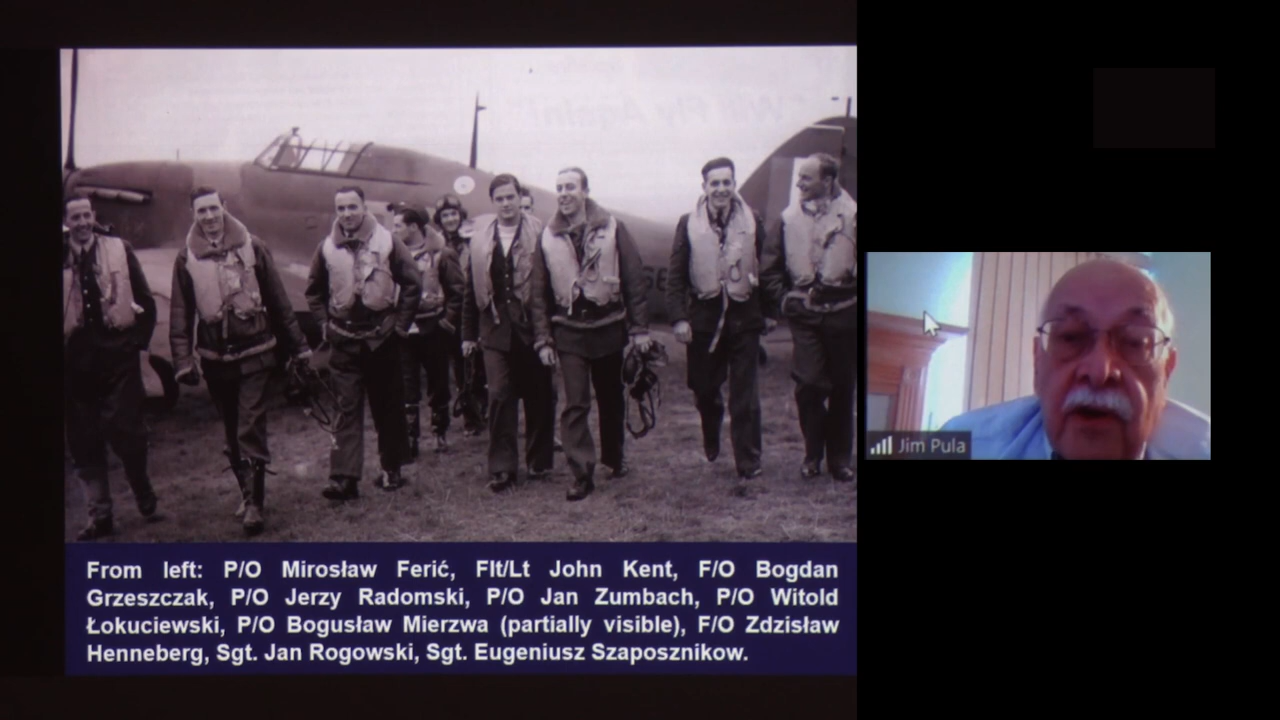 From left: P/O Mirosław Ferić, Flt/Lt John Kent, F/O Bogdan
Grzeszczak, P/O Jerzy Radomski, P/O Jan Zumbach, P/O Witold
Łokuciewski, P/O Bogusław Mierzwa (partially visible), F/O Zdzisław
Henneberg, Sgt. Jan Rogowski, Sgt. Eugeniusz Szaposznikow.
Jim Pula